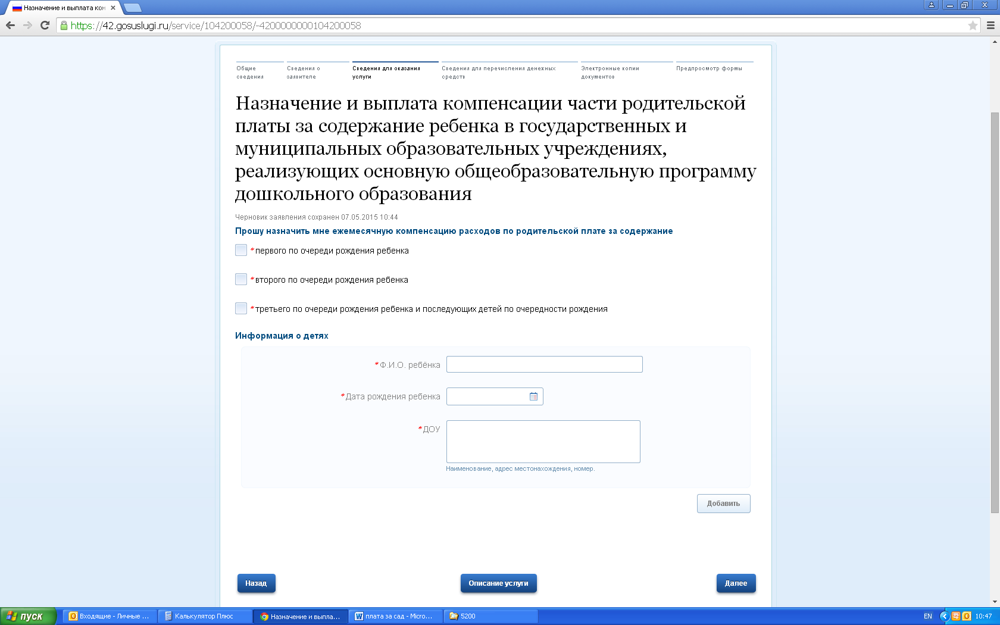 Назначение и выплата ком
https://42.gosuslugi.ru/service/104200058/-4200000000104200058
Общие сведения
Сведения о заявителе
Сведения для оказания услуги
Сведения для перечисления денежных средств
Электронные копии документов
Предпросмотр формы
Назначение и выплата компенсации части родительской
платы за содержание ребенка в государственных и
муниципальных образовательных учреждениях,
реализующих основную общеобразовательную программу
дошкольного образования
Черновик заявления сохранен 07.05.2015 10:44
Прошу назначить мне ежемесячную компенсацию расходов по родительской плате за содержание
*первого по очереди рождения ребенка
*второго по очереди рождения ребенка
*третьего по очереди рождения ребенка и последующих детей по очередности рождения
Информация о детях
*Ф.И.О. ребёнка
*Дата рождения ребенка
*ДОУ
Наименование, адрес местонахождения, номер.
Добавить
Назад
Описание услуги
Далее
пуск
Входящие - Личные ...
Калькулятор Плюс
Назначение и выпла...
плата за сад - Micro...
5200
EN
10:47